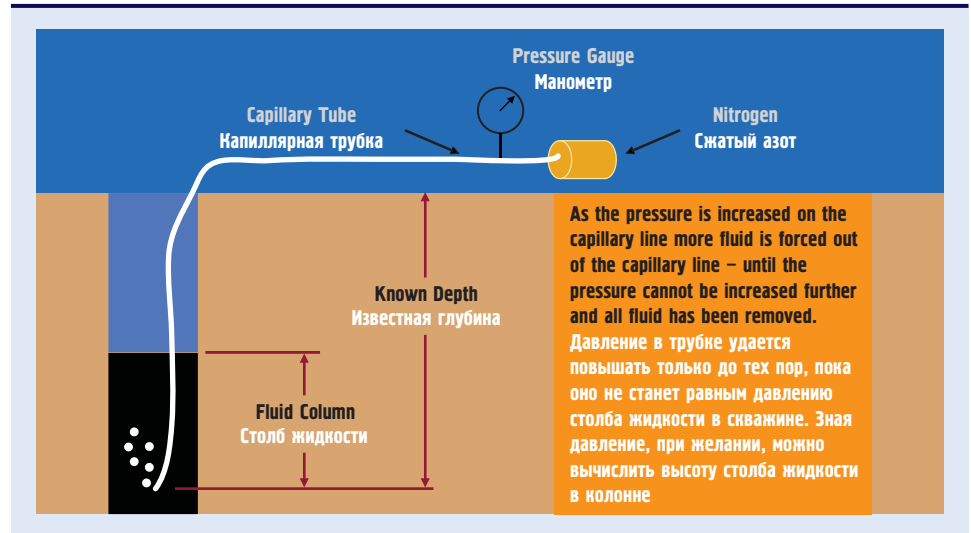 Pressure Gauge
Манометр
Capillary Tube
Капиллярная трубка
Nitrogen
Сжатый азот
As the pressure is increased on the
capillary line more fluid is forced out
of the capillary line – until the
pressure cannot be increased further
and all fluid has been removed.
Давление в трубке удается
повышать только до тех пор, пока
оно не станет равным давлению
столба жидкости в скважине. Зная
давление, при желании, можно
вычислить высоту столба жидкости
в колонне
Known Depth
Известная глубина
Fluid Column
Столб жидкости